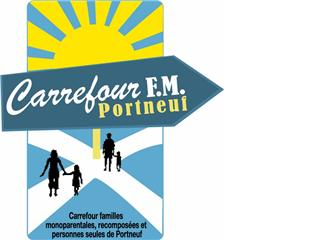 Carrefour F.M.
Portneuf
Carrefour familles
monoparentales, recomposées et
personnes seules de Portneuf